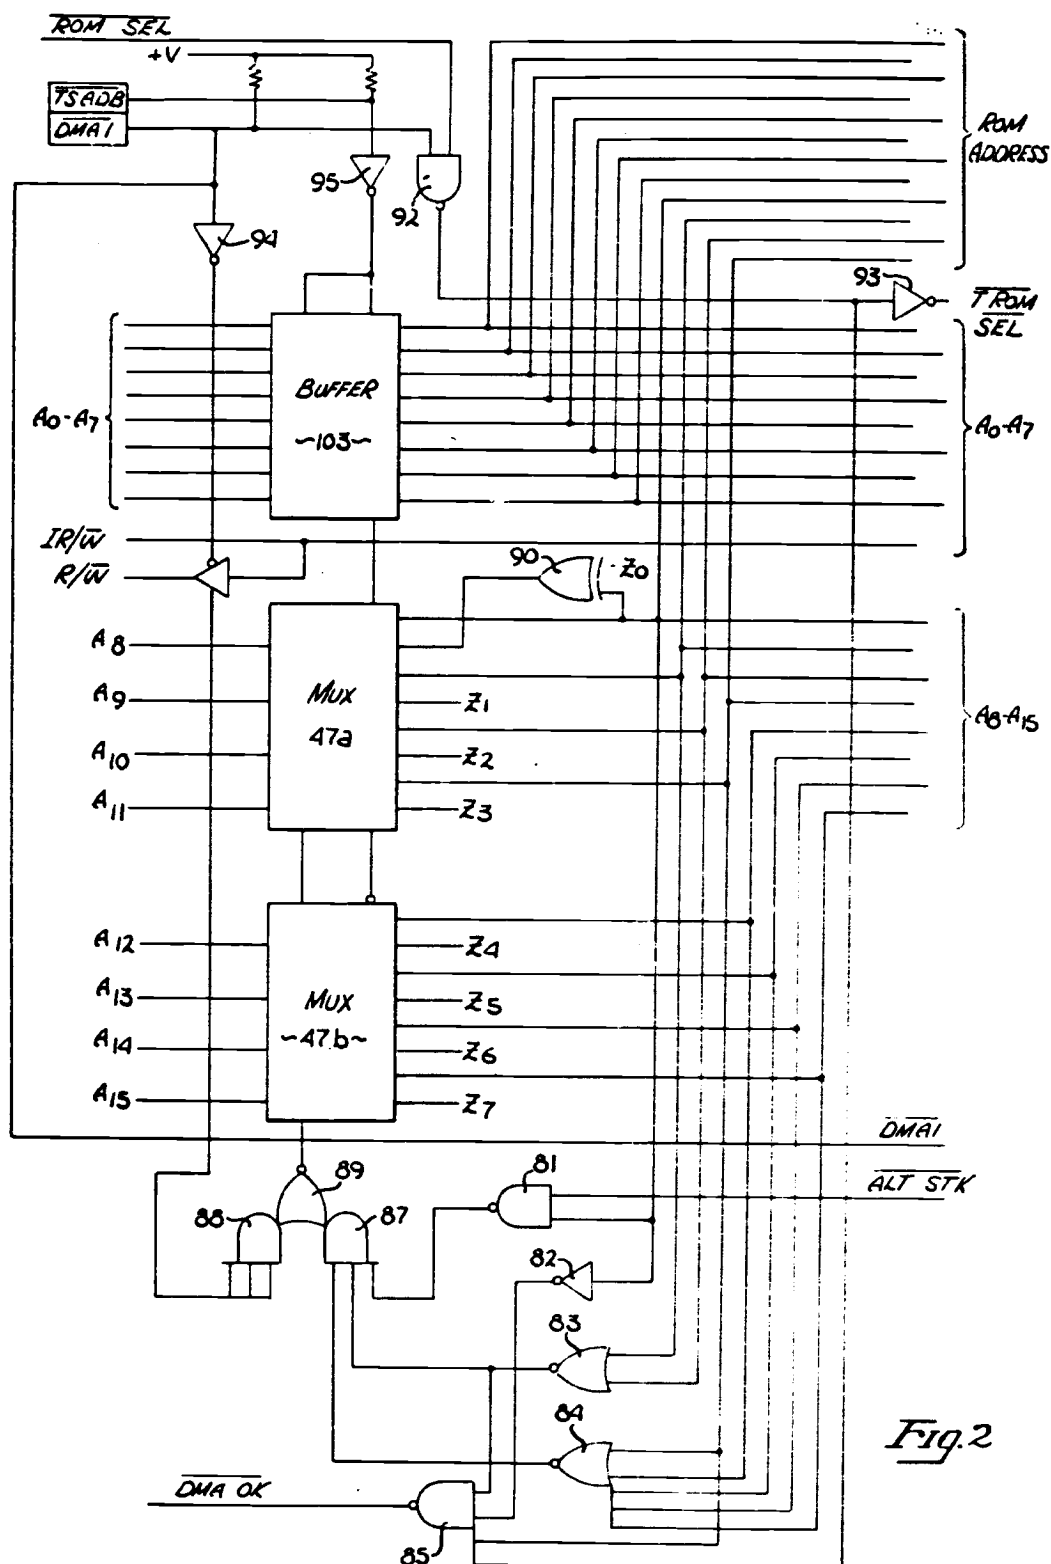 ROM SEL
+V
TSADB
DMA1
ROM
ADDRESS
95
92
94
93
TROM
SEL
BUFFER
~103~
A0-A7
A0-A7
IR/W̅
R/W̅
90
Z0
A8
A9
A10
A11
MUX
47a
Z1
Z2
Z3
A8-A15
A12
A13
A14
A15
MUX
~47b~
Z4
Z5
Z6
Z7
DMA1
ALT STK
81
89
88
87
82
83
84
Fig. 2
DMA OK
85